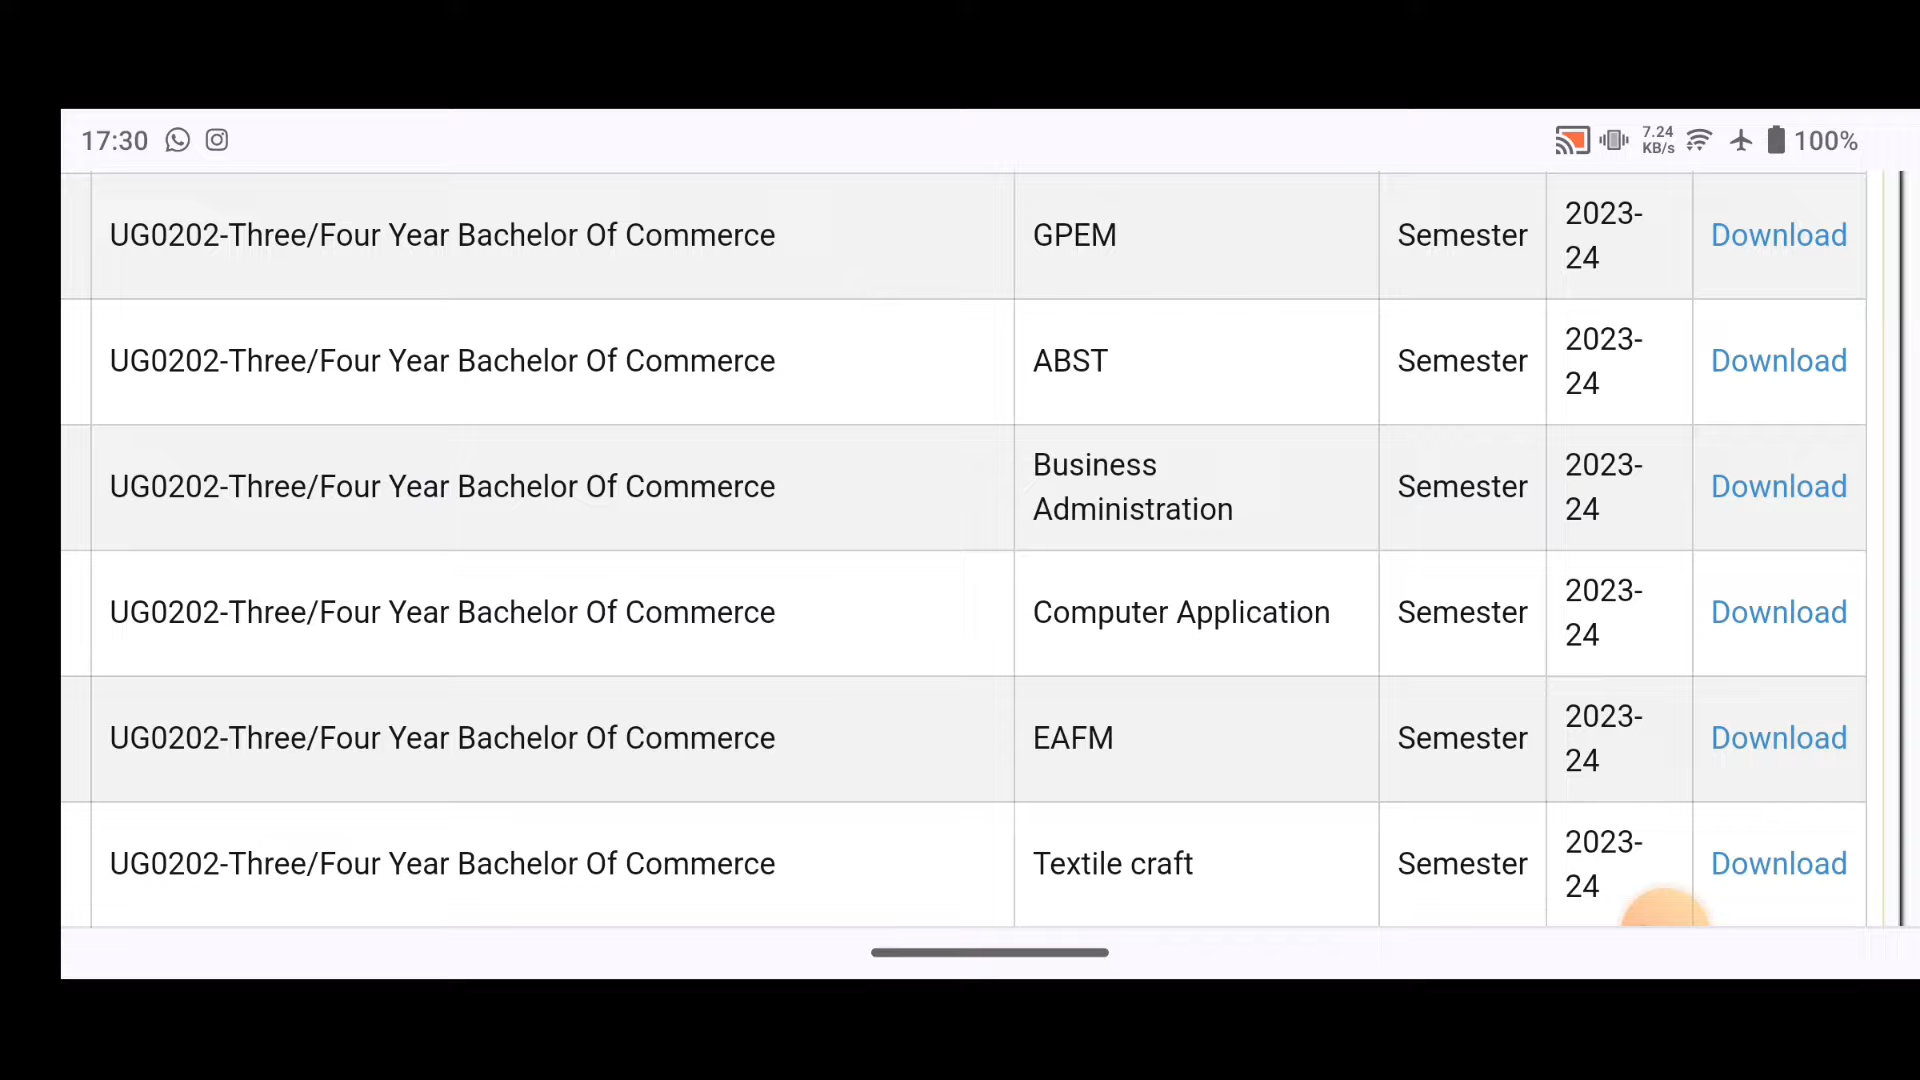 17:30 7.24 KB/s 100%
UG0202-Three/Four Year Bachelor Of Commerce GPEM Semester 2023-24 Download
UG0202-Three/Four Year Bachelor Of Commerce ABST Semester 2023-24 Download
UG0202-Three/Four Year Bachelor Of Commerce Business Administration Semester 2023-24 Download
UG0202-Three/Four Year Bachelor Of Commerce Computer Application Semester 2023-24 Download
UG0202-Three/Four Year Bachelor Of Commerce EAFM Semester 2023-24 Download
UG0202-Three/Four Year Bachelor Of Commerce Textile craft Semester 2023-24 Download